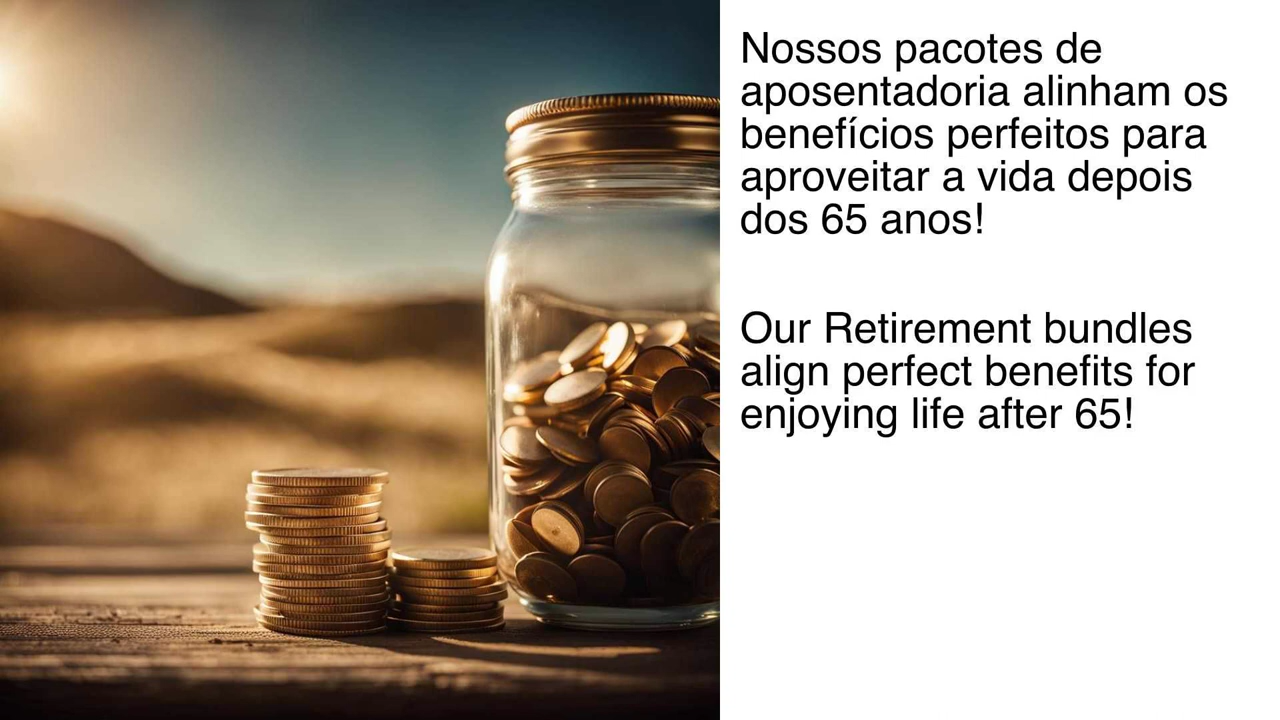 Nossos pacotes de
aposentadoria alinham os
benefícios perfeitos para
aproveitar a vida depois
dos 65 anos!
Our Retirement bundles
align perfect benefits for
enjoying life after 65!